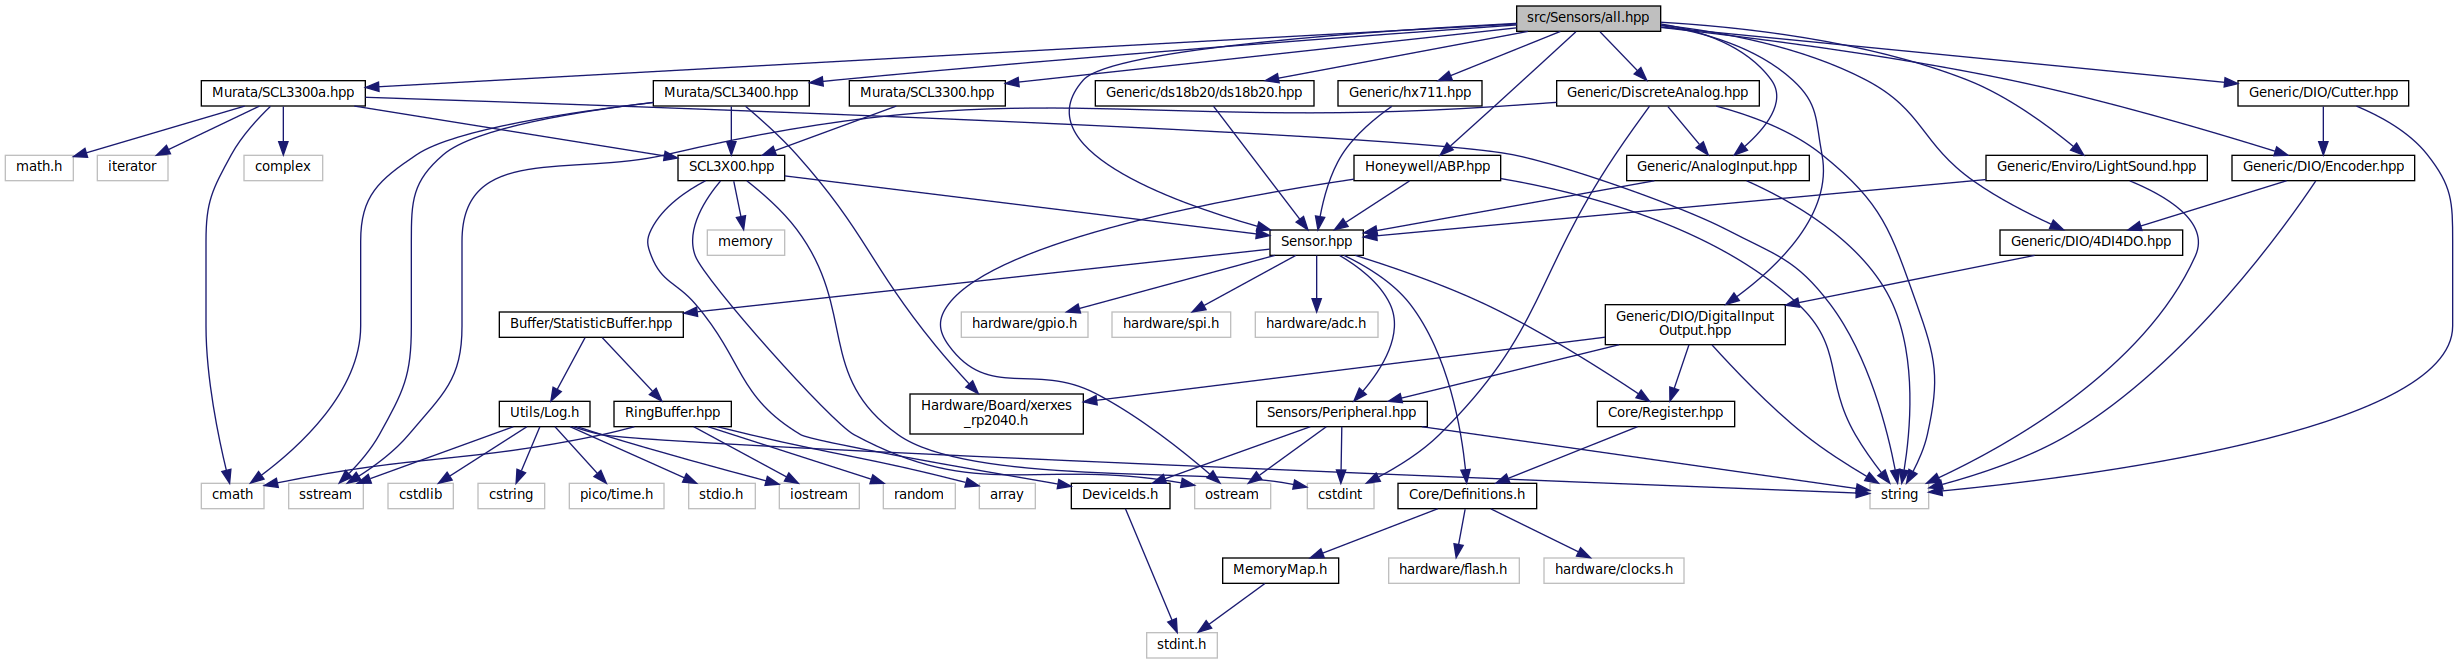 src/Sensors/all.hpp
Murata/SCL3300a.hpp
Murata/SCL3400.hpp
Murata/SCL3300.hpp
Generic/ds18b20/ds18b20.hpp
Generic/hx711.hpp
Generic/DiscreteAnalog.hpp
Generic/DIO/Cutter.hpp
math.h
iterator
complex
SCL3X00.hpp
Honeywell/ABP.hpp
Generic/AnalogInput.hpp
Generic/Enviro/LightSound.hpp
Generic/DIO/Encoder.hpp
memory
Sensor.hpp
Generic/DIO/4DI4DO.hpp
Buffer/StatisticBuffer.hpp
hardware/gpio.h
hardware/spi.h
hardware/adc.h
Generic/DIO/DigitalInput
Output.hpp
Utils/Log.h
RingBuffer.hpp
Hardware/Board/xerxes
_rp2040.h
Sensors/Peripheral.hpp
Core/Register.hpp
cmath
sstream
cstdlib
cstring
pico/time.h
stdio.h
iostream
random
array
DeviceIds.h
ostream
cstdint
Core/Definitions.h
string
MemoryMap.h
hardware/flash.h
hardware/clocks.h
stdint.h